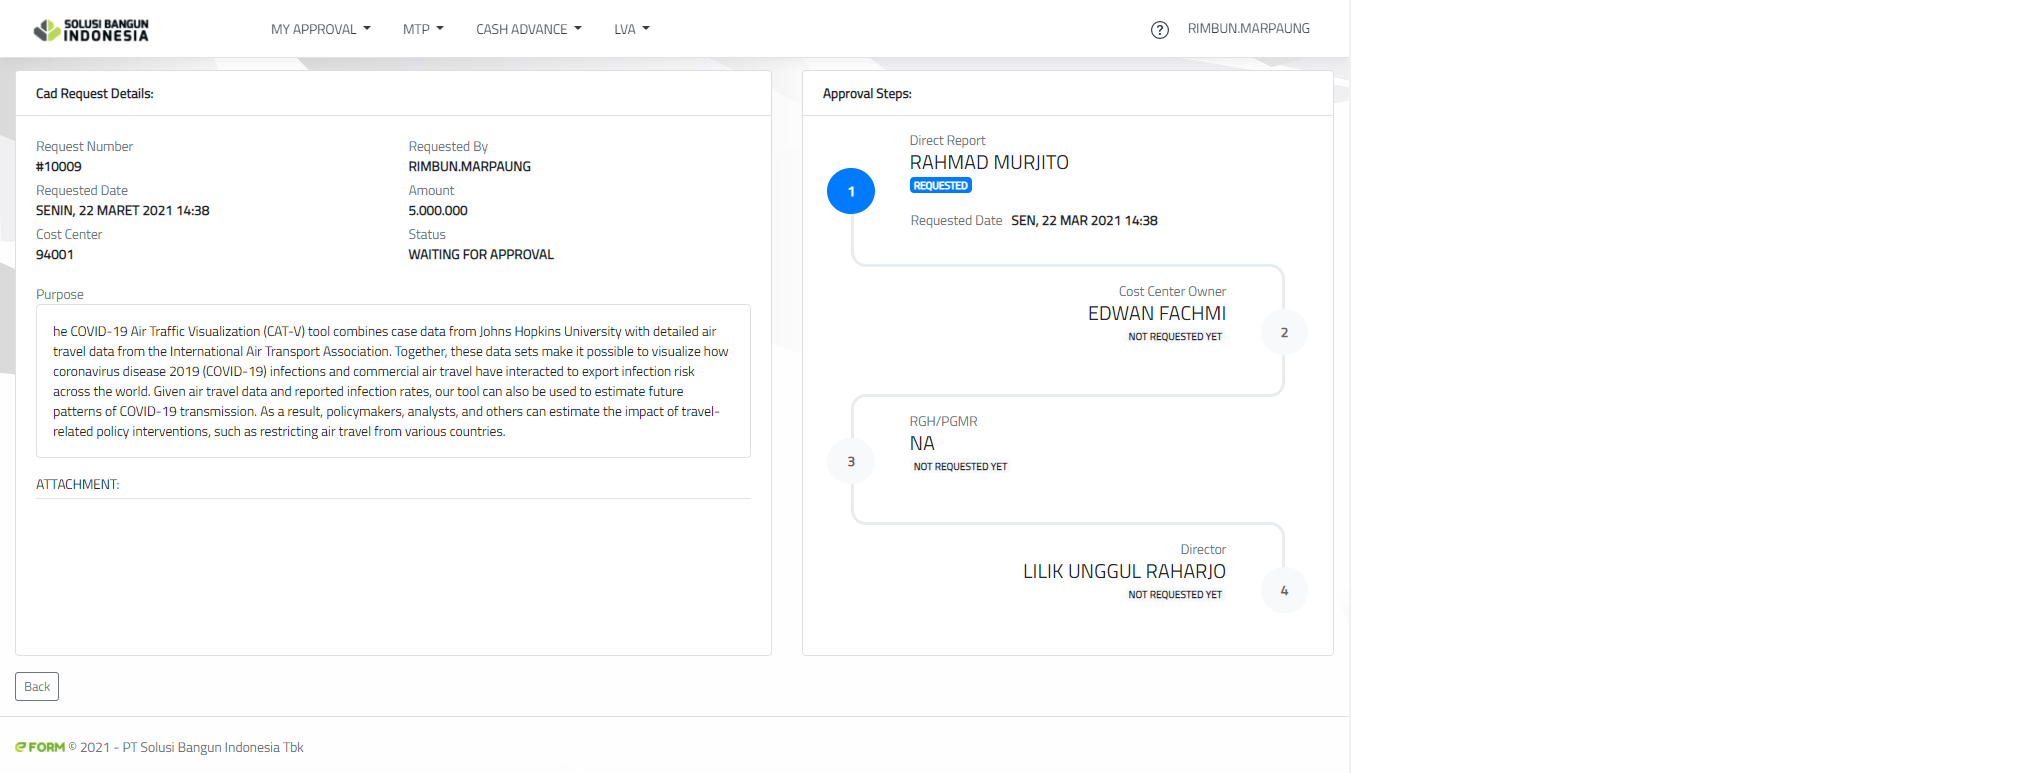 SOLUSI BANGUN
INDONESIA
MY APPROVAL
MTP
CASH ADVANCE
LVA
?
RIMBUN.MARPAUNG
Cad Request Details:
Request Number
#10009
Requested By
RIMBUN.MARPAUNG
Requested Date
SENIN, 22 MARET 2021 14:38
Amount
5.000.000
Cost Center
94001
Status
WAITING FOR APPROVAL
Purpose
he COVID-19 Air Traffic Visualization (CAT-V) tool combines case data from Johns Hopkins University with detailed air
travel data from the International Air Transport Association. Together, these data sets make it possible to visualize how
coronavirus disease 2019 (COVID-19) infections and commercial air travel have interacted to export infection risk
across the world. Given air travel data and reported infection rates, our tool can also be used to estimate future
patterns of COVID-19 transmission. As a result, policymakers, analysts, and others can estimate the impact of travel-
related policy interventions, such as restricting air travel from various countries.
ATTACHMENT:
Approval Steps:
1
Direct Report
RAHMAD MURJITO
REQUESTED
Requested Date SEN, 22 MAR 2021 14:38
Cost Center Owner
EDWAN FACHMI
NOT REQUESTED YET
2
RGH/PGMR
NA
NOT REQUESTED YET
3
Director
LILIK UNGGUL RAHARJO
NOT REQUESTED YET
4
Back
e FORM © 2021 - PT Solusi Bangun Indonesia Tbk